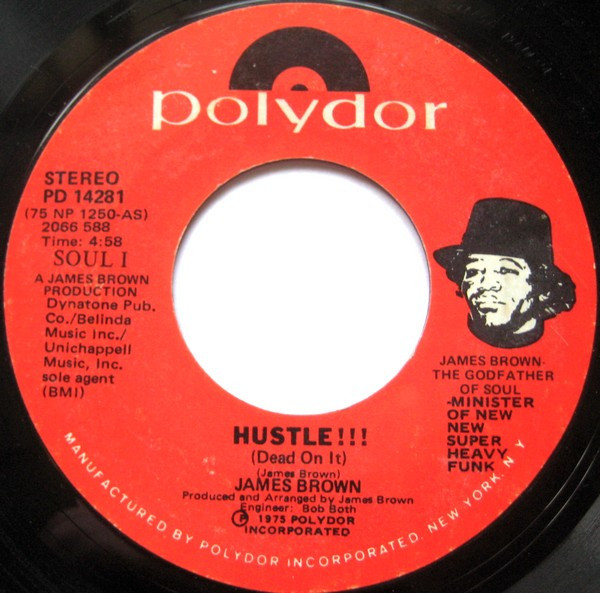 polydor
STEREO
PD 14281
(75 NP 1250-AS)
2066 588
Time: 4:58
SOUL I
A JAMES BROWN
PRODUCTION
Dynatone Pub.
Co./Belinda
Music Inc./
Unichappell
Music, Inc.
sole agent
(BMI)
JAMES BROWN-
THE GODFATHER
OF SOUL
-MINISTER
OF NEW
NEW
SUPER
HEAVY
FUNK
HUSTLE!!!
(Dead On It)
(James Brown)
JAMES BROWN
Produced and Arranged by James Brown
Engineer: Bob Both
℗ 1975 POLYDOR
INCORPORATED
MANUFACTURED BY POLYDOR INCORPORATED, NEW YORK, N.Y